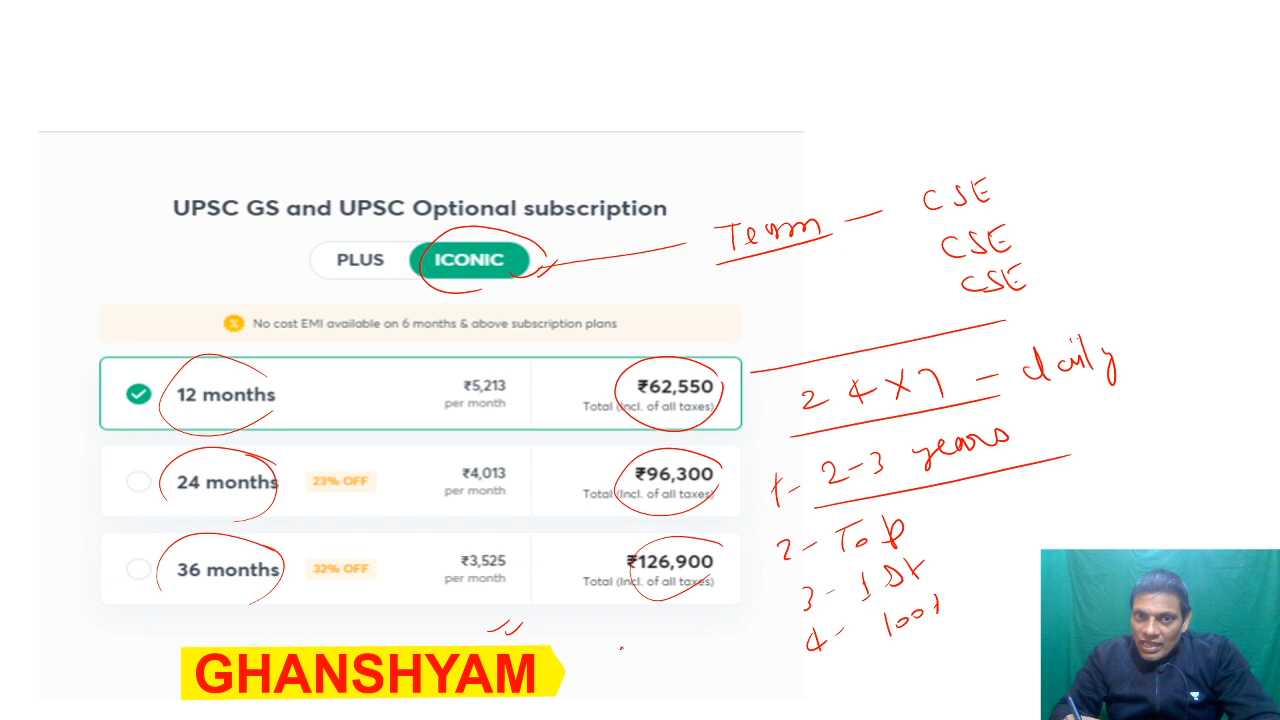 UPSC GS and UPSC Optional subscription
PLUS ICONIC
No cost EMI available on 6 months & above subscription plans
12 months ₹5,213 per month ₹62,550 Total (Incl. of all taxes)
24 months 23% OFF ₹4,013 per month ₹96,300 Total (Incl. of all taxes)
36 months 32% OFF ₹3,525 per month ₹126,900 Total (Incl. of all taxes)
GHANSHYAM
Team — CSE
CSE
CSE
24X7 - daily
1- 2-3 years
2- Top
3-
4- 100+